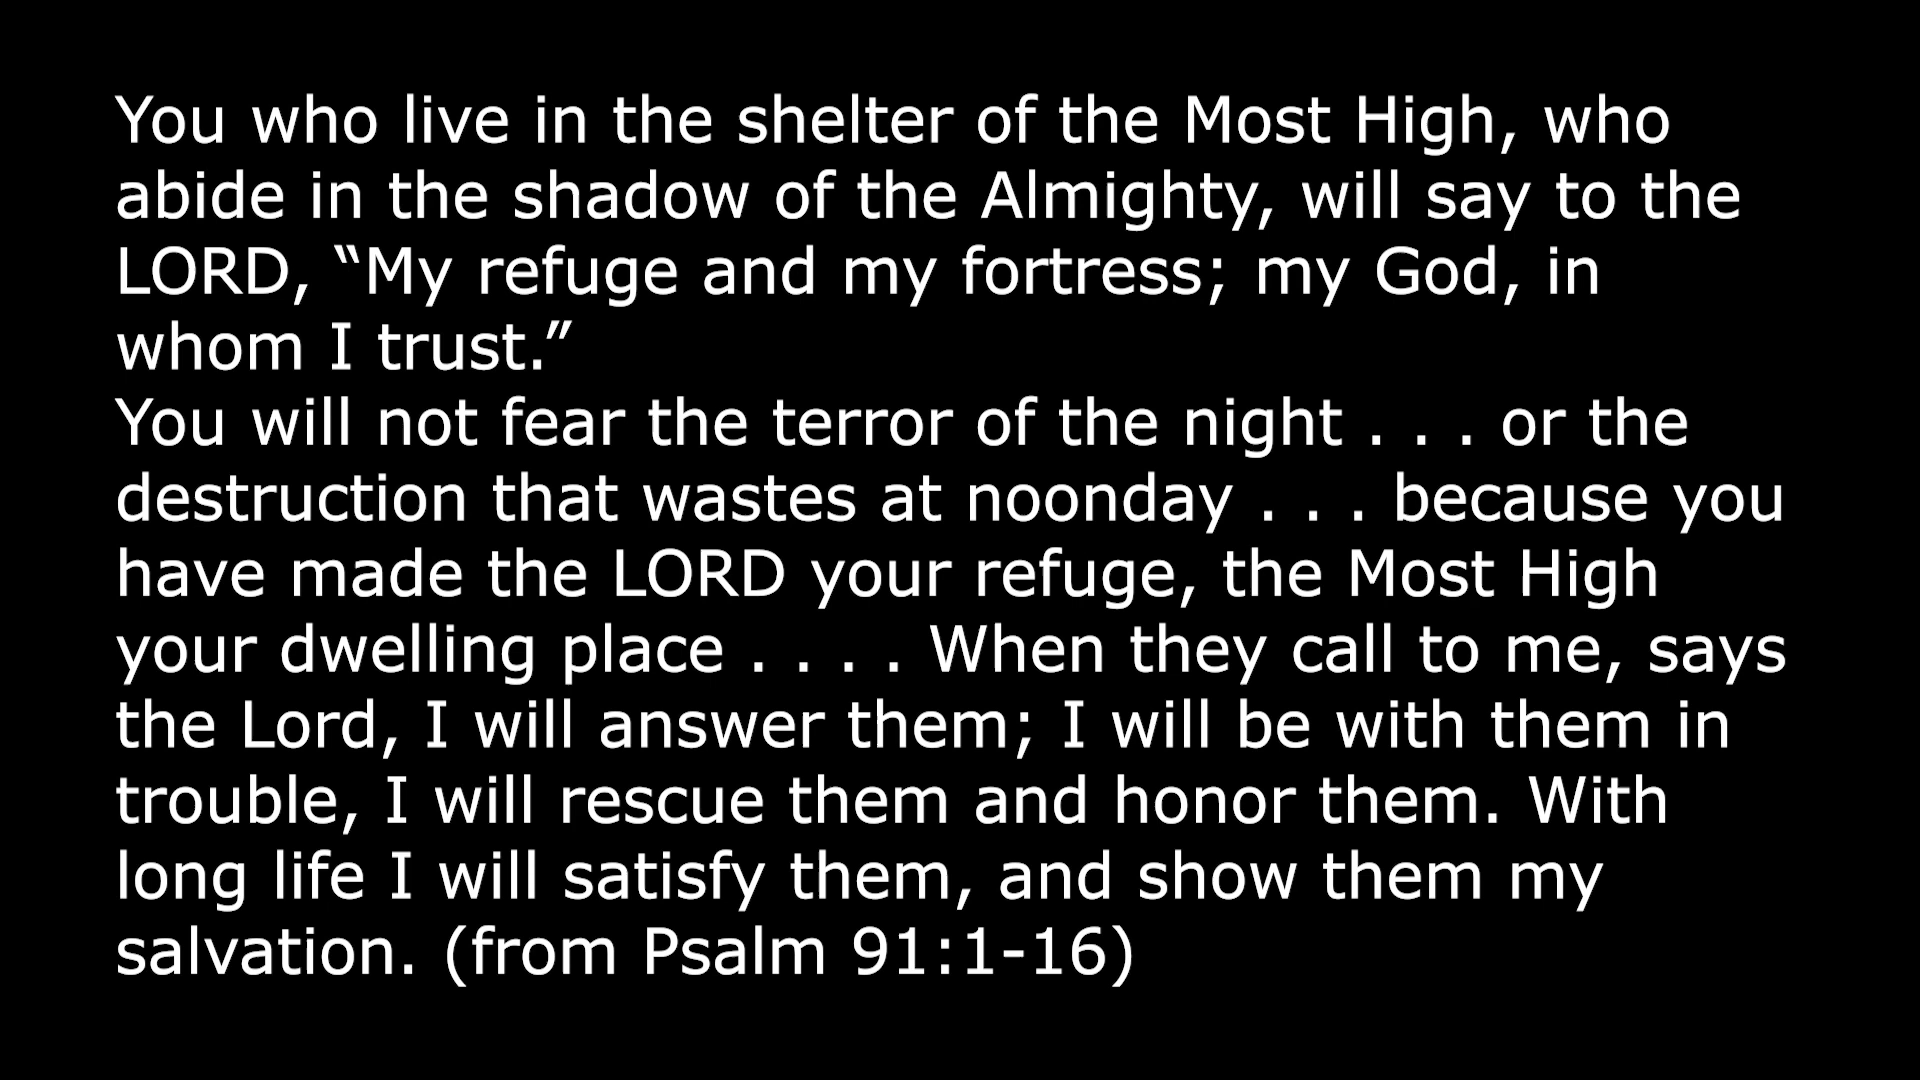 You who live in the shelter of the Most High, who
abide in the shadow of the Almighty, will say to the
LORD, “My refuge and my fortress; my God, in
whom I trust.”
You will not fear the terror of the night . . . or the
destruction that wastes at noonday . . . because you
have made the LORD your refuge, the Most High
your dwelling place . . . . When they call to me, says
the Lord, I will answer them; I will be with them in
trouble, I will rescue them and honor them. With
long life I will satisfy them, and show them my
salvation. (from Psalm 91:1-16)